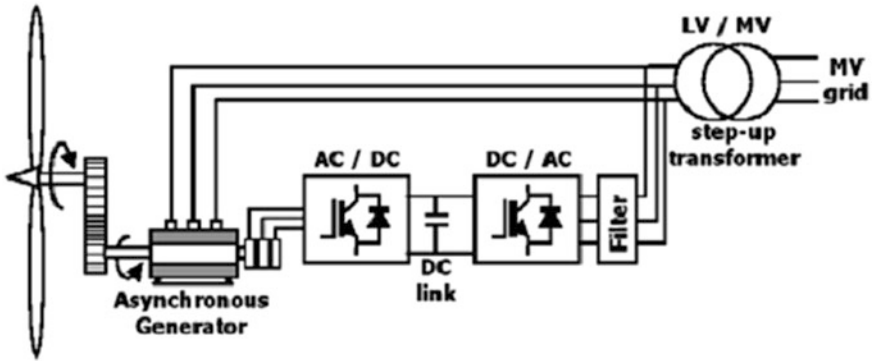 LV / MV
MV
grid
step-up
transformer
AC / DC
DC / AC
Filter
DC
link
Asynchronous
Generator